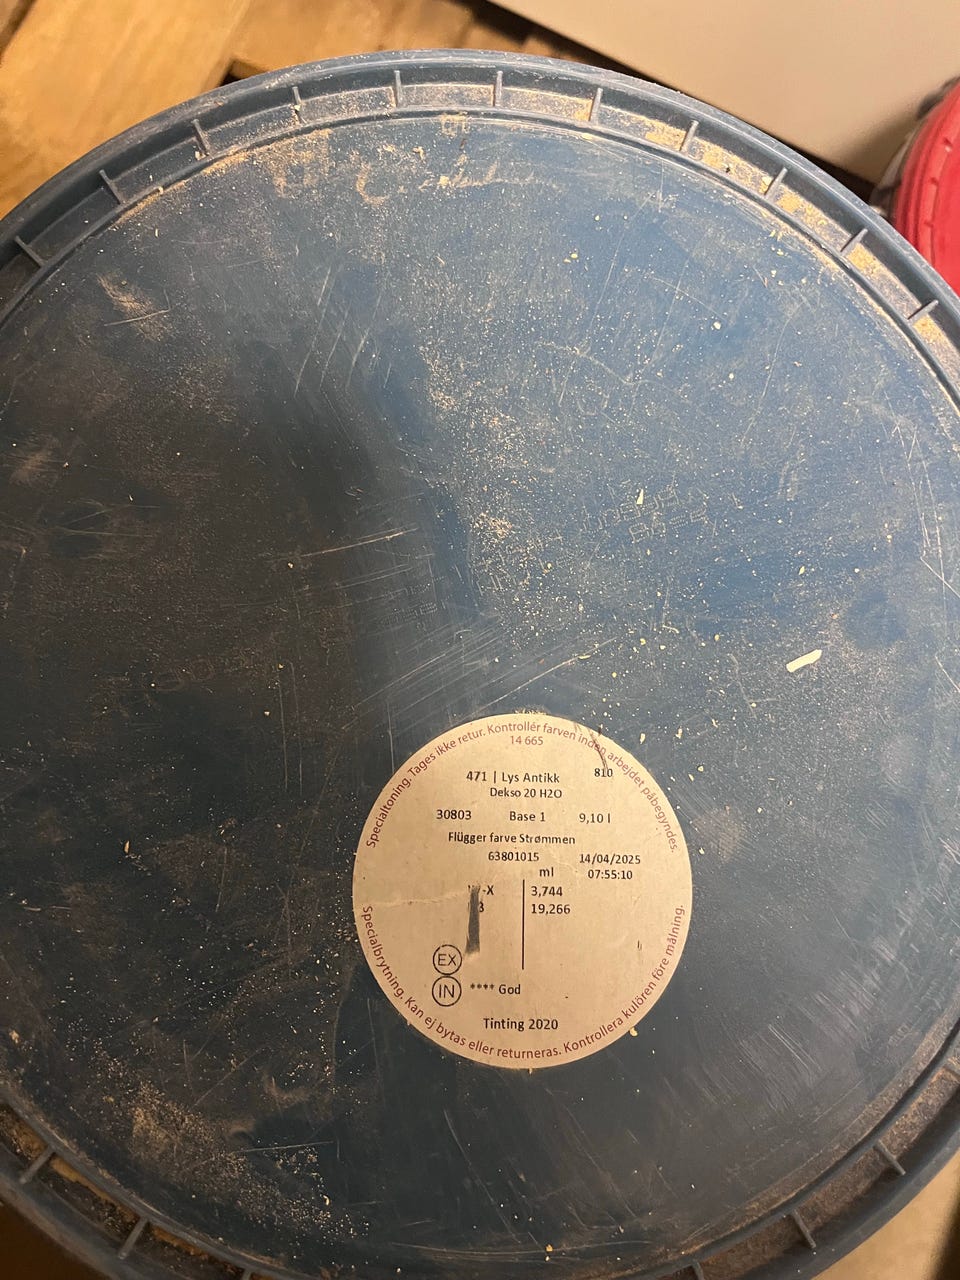 Specialtoning. Tages ikke retur. Kontrollér farven inden arbejdet påbegyndes.
14 665
471 | Lys Antikk 810
Dekso 20 H2O
30803 Base 1 9,10 l
Flügger farve Strømmen
63801015 14/04/2025
ml 07:55:10
-X 3,744
3 19,266
EX
IN **** God
Tinting 2020
Specialbrytning. Kan ej bytas eller returneras. Kontrollera kulören före målning.